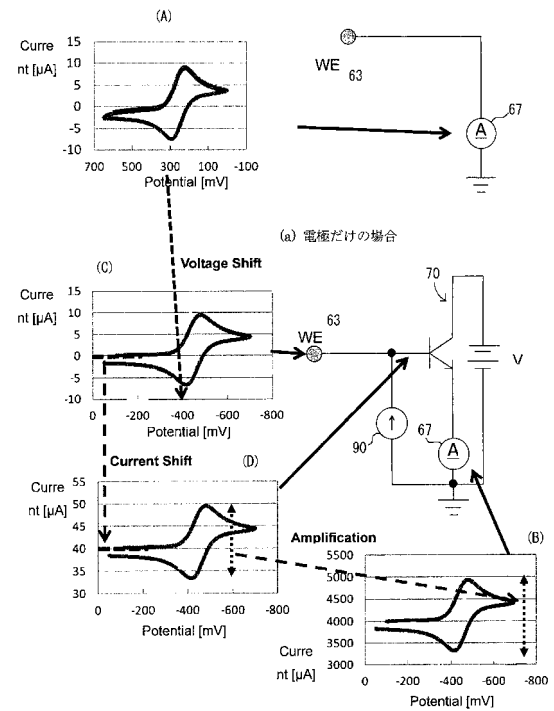 (A)
Curre
nt [μA]
15
10
5
0
-5
-10
700 500 300 100 -100
Potential [mV]
WE 63
67
A
(a) 電極だけの場合
(C)
Voltage Shift
Curre
nt [μA]
15
10
5
0
-5
-10
0 -200 -400 -600 -800
Potential [mV]
WE 63
70
V
90
67
A
Current Shift
(D)
Curre
nt [μA]
55
50
45
40
35
30
0 -200 -400 -600 -800
Potential [mV]
Amplification
(B)
5500
5000
4500
4000
3500
3000
Curre
nt [μA]
0 -200 -400 -600 -800
Potential [mV]